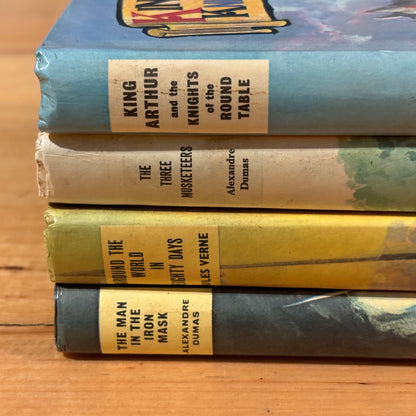 KING
ARTHUR
and the
KNIGHTS
of the
ROUND
TABLE
THE
THREE
MUSKETEERS
Alexandre
Dumas
ROUND THE
WORLD
IN
GHTY DAYS
LES VERNE
THE MAN
IN THE
IRON
MASK
ALEXANDRE
DUMAS